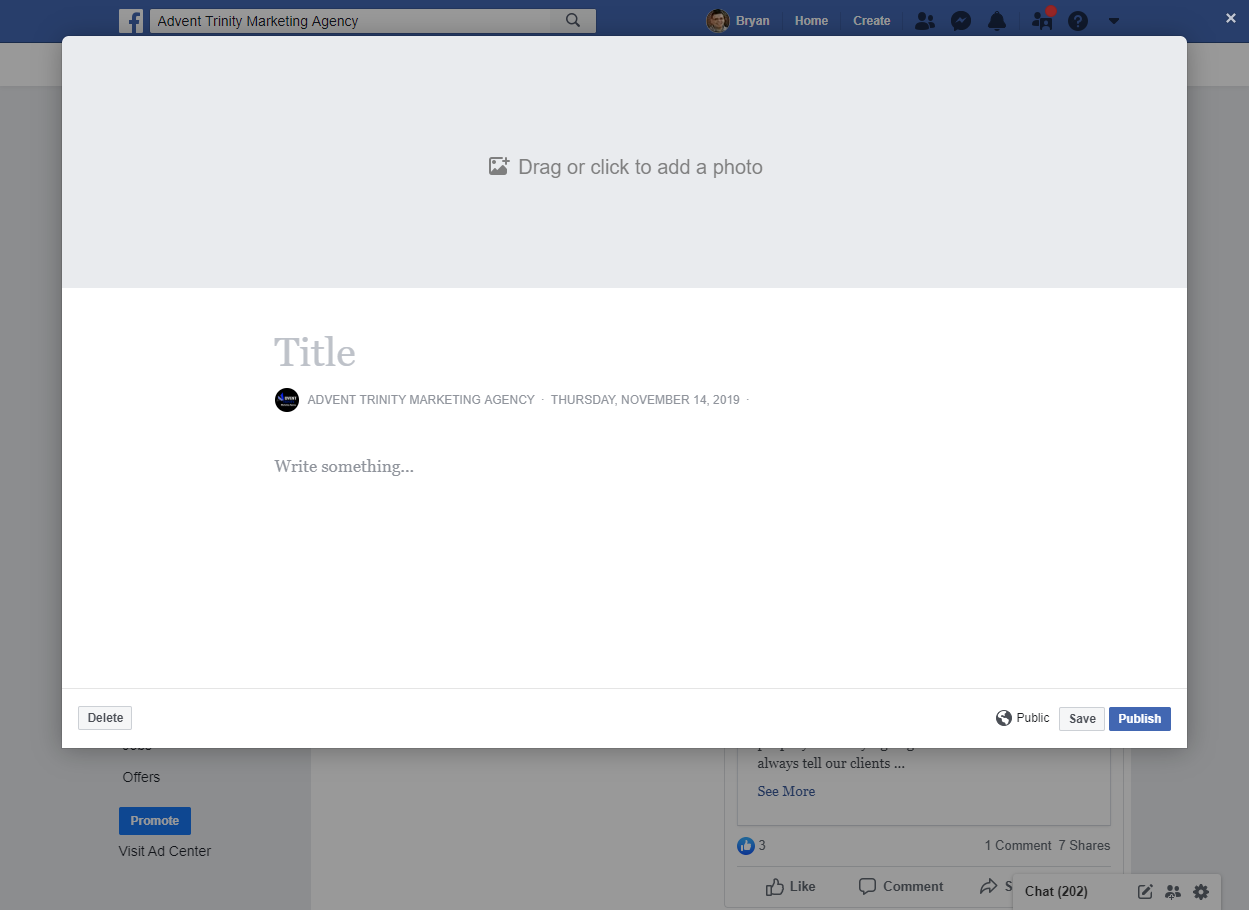 Advent Trinity Marketing Agency
Bryan Home Create
Drag or click to add a photo
Title
ADVENT TRINITY MARKETING AGENCY · THURSDAY, NOVEMBER 14, 2019 ·
Write something...
Delete
Public Save Publish
always tell our clients ...
Offers
See More
Promote
3 1 Comment 7 Shares
Visit Ad Center
Like Comment S
Chat (202)